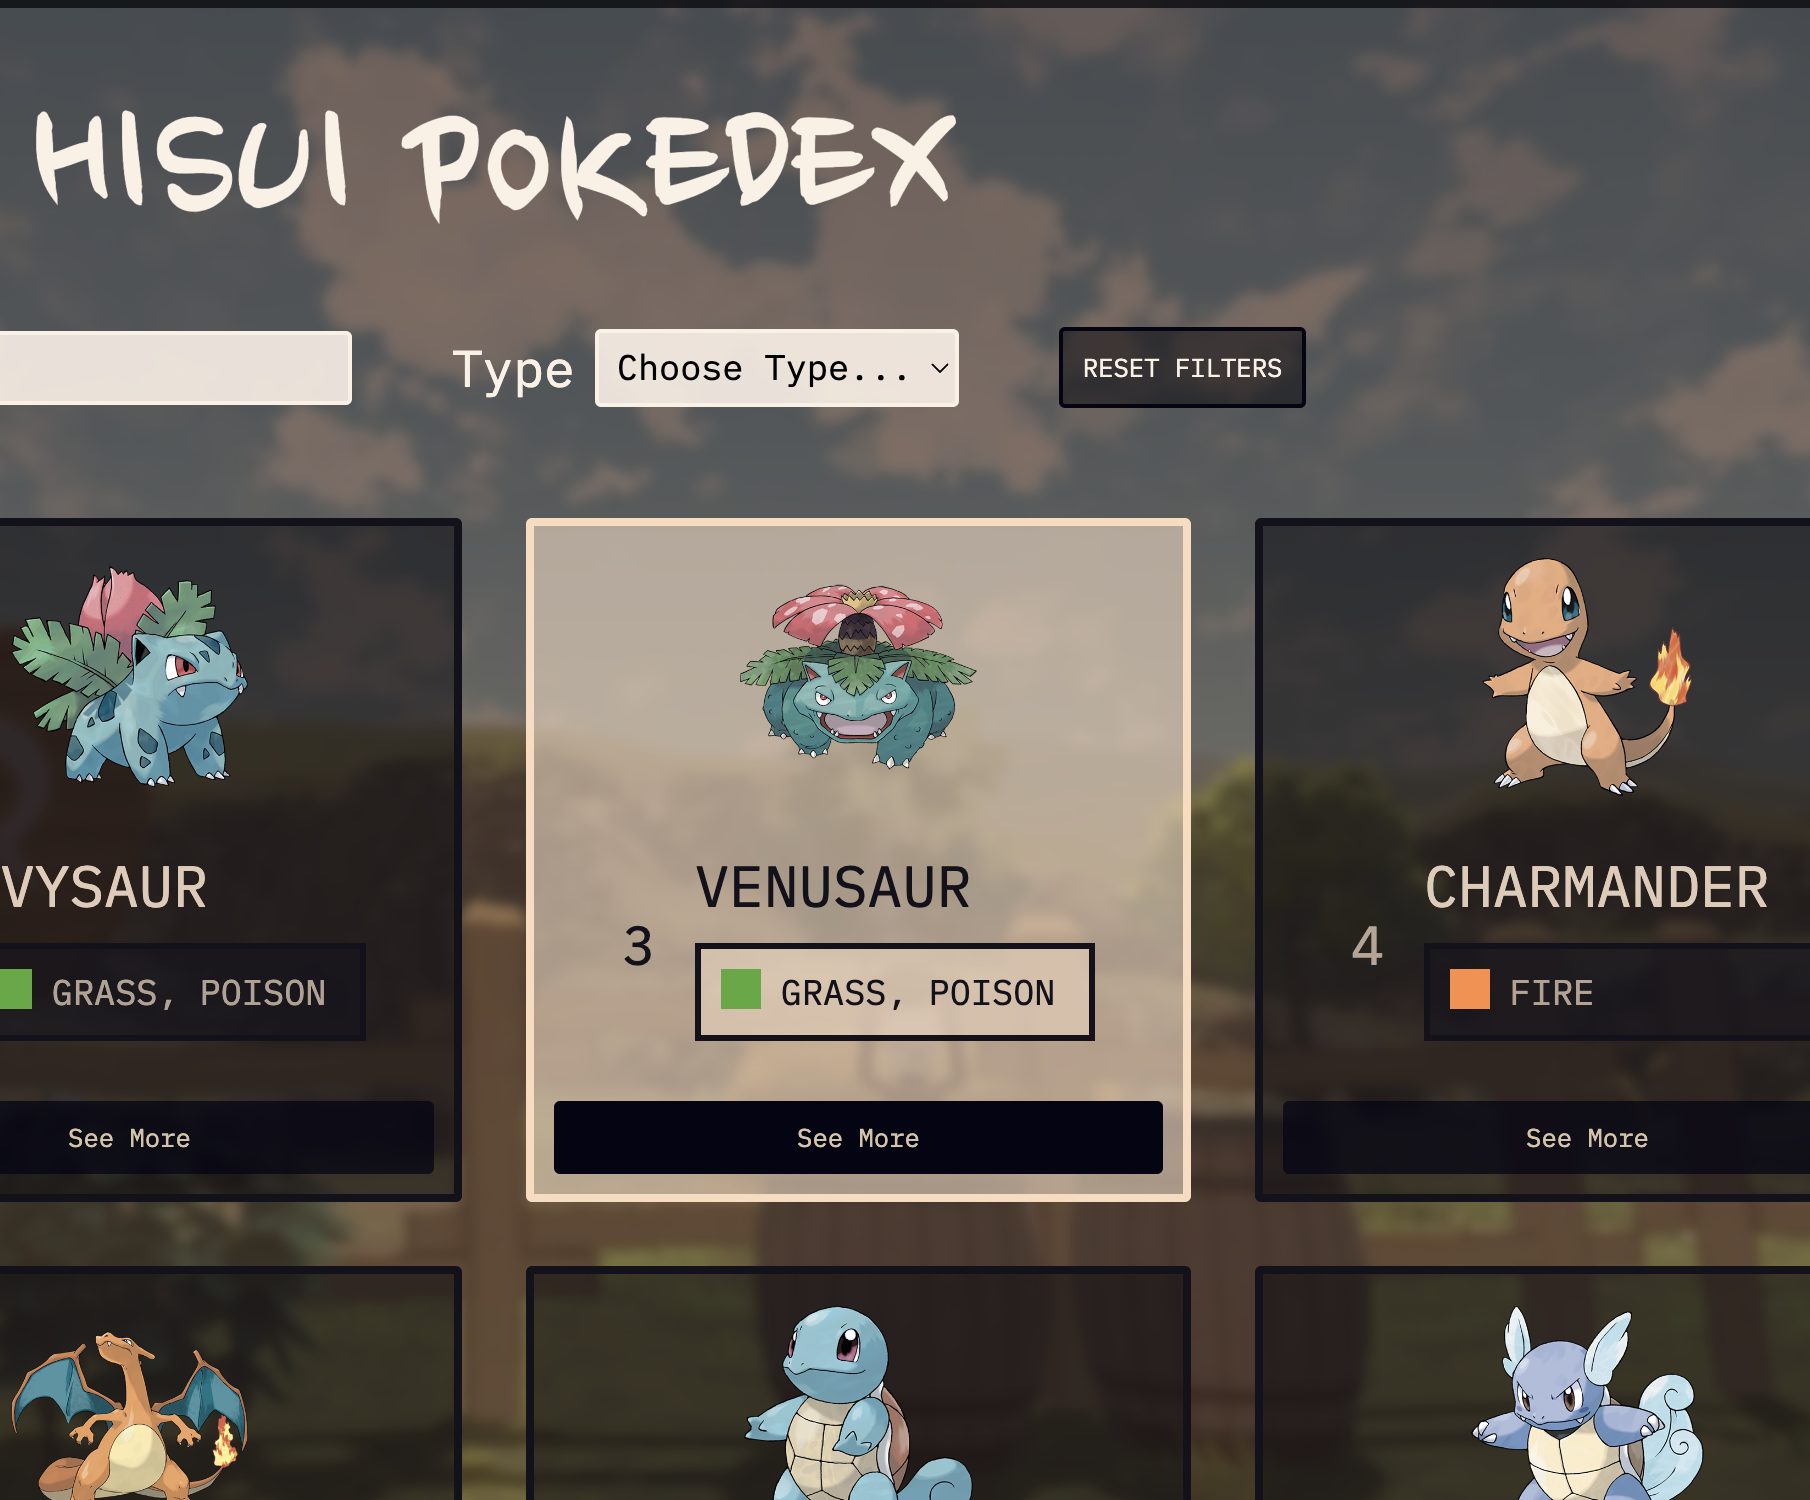 HISUI POKEDEX
Type
Choose Type...
RESET FILTERS
VYSAUR
GRASS, POISON
See More
VENUSAUR
3
GRASS, POISON
See More
CHARMANDER
4
FIRE
See More